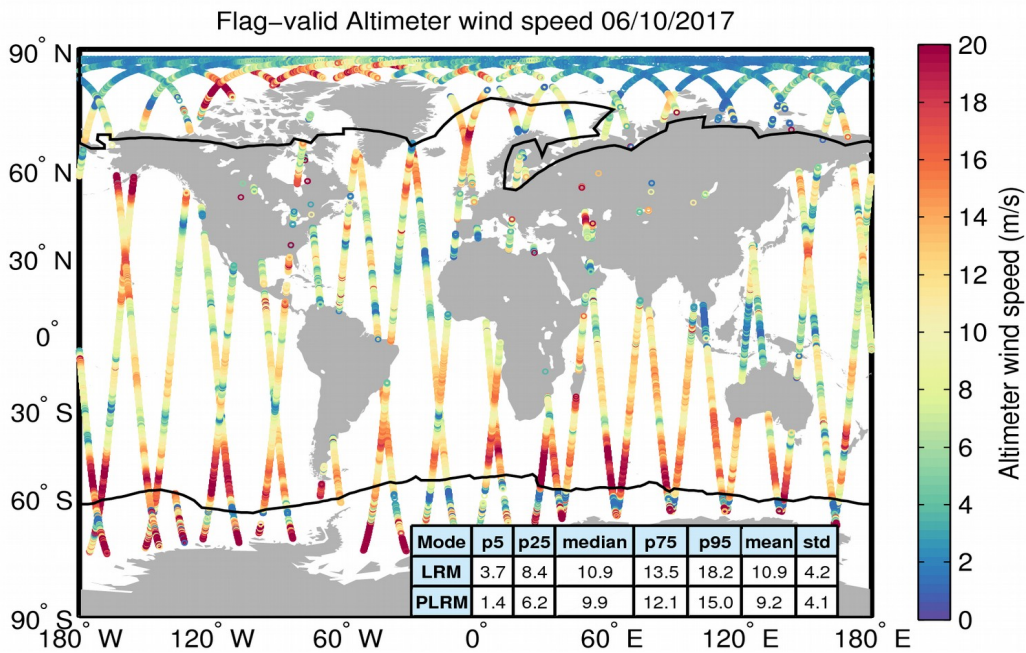 Flag-valid Altimeter wind speed 06/10/2017
90° N
60° N
30° N
0°
30° S
60° S
90° S
180° W
120° W
60° W
0°
60° E
120° E
180° E
Mode p5 p25 median p75 p95 mean std
LRM 3.7 8.4 10.9 13.5 18.2 10.9 4.2
PLRM 1.4 6.2 9.9 12.1 15.0 9.2 4.1
20
18
16
14
12
10
8
6
4
2
0
Altimeter wind speed (m/s)